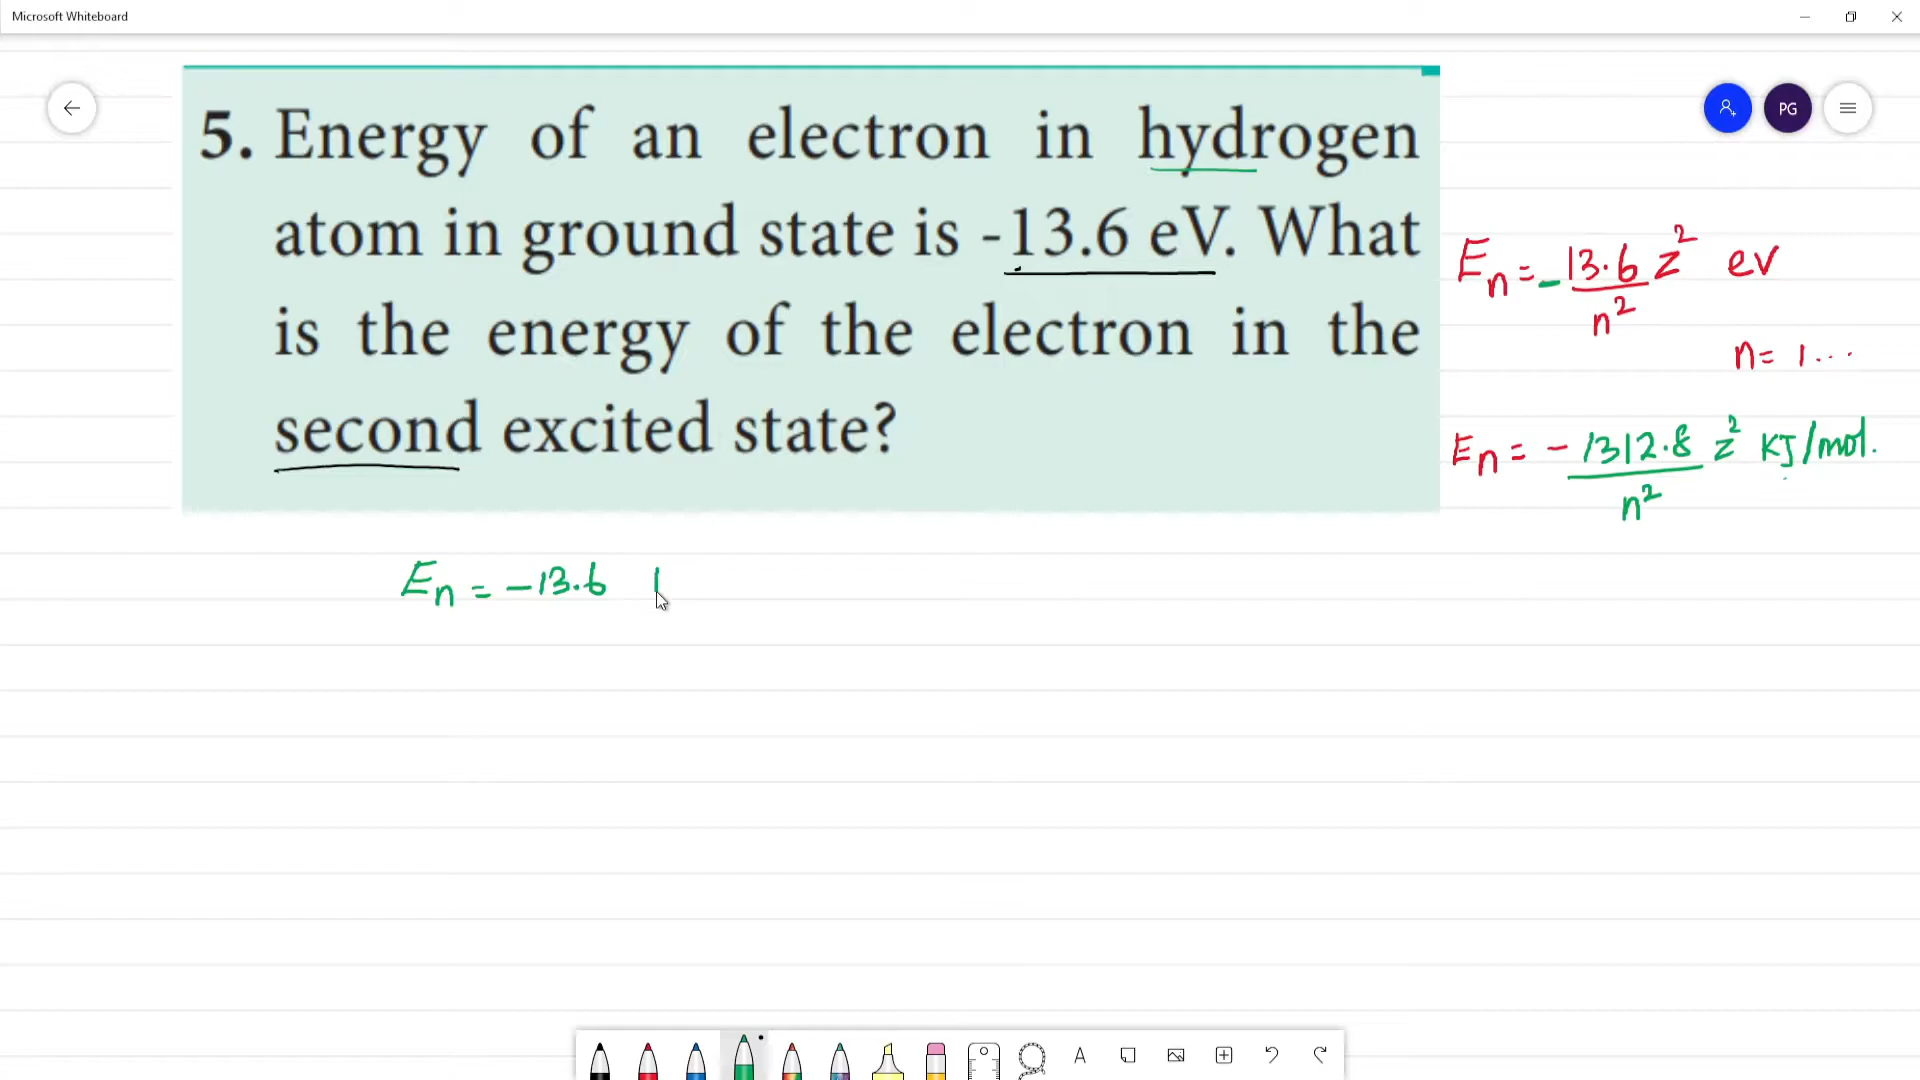 Microsoft Whiteboard
PG
5. Energy of an electron in hydrogen
atom in ground state is -13.6 eV. What
is the energy of the electron in the
second excited state?
Eₙ = - 13.6 z² / n² ev
n = 1 ...
Eₙ = - 1312.8 z² / n² KJ/mol.
Eₙ = -13.6 1
A